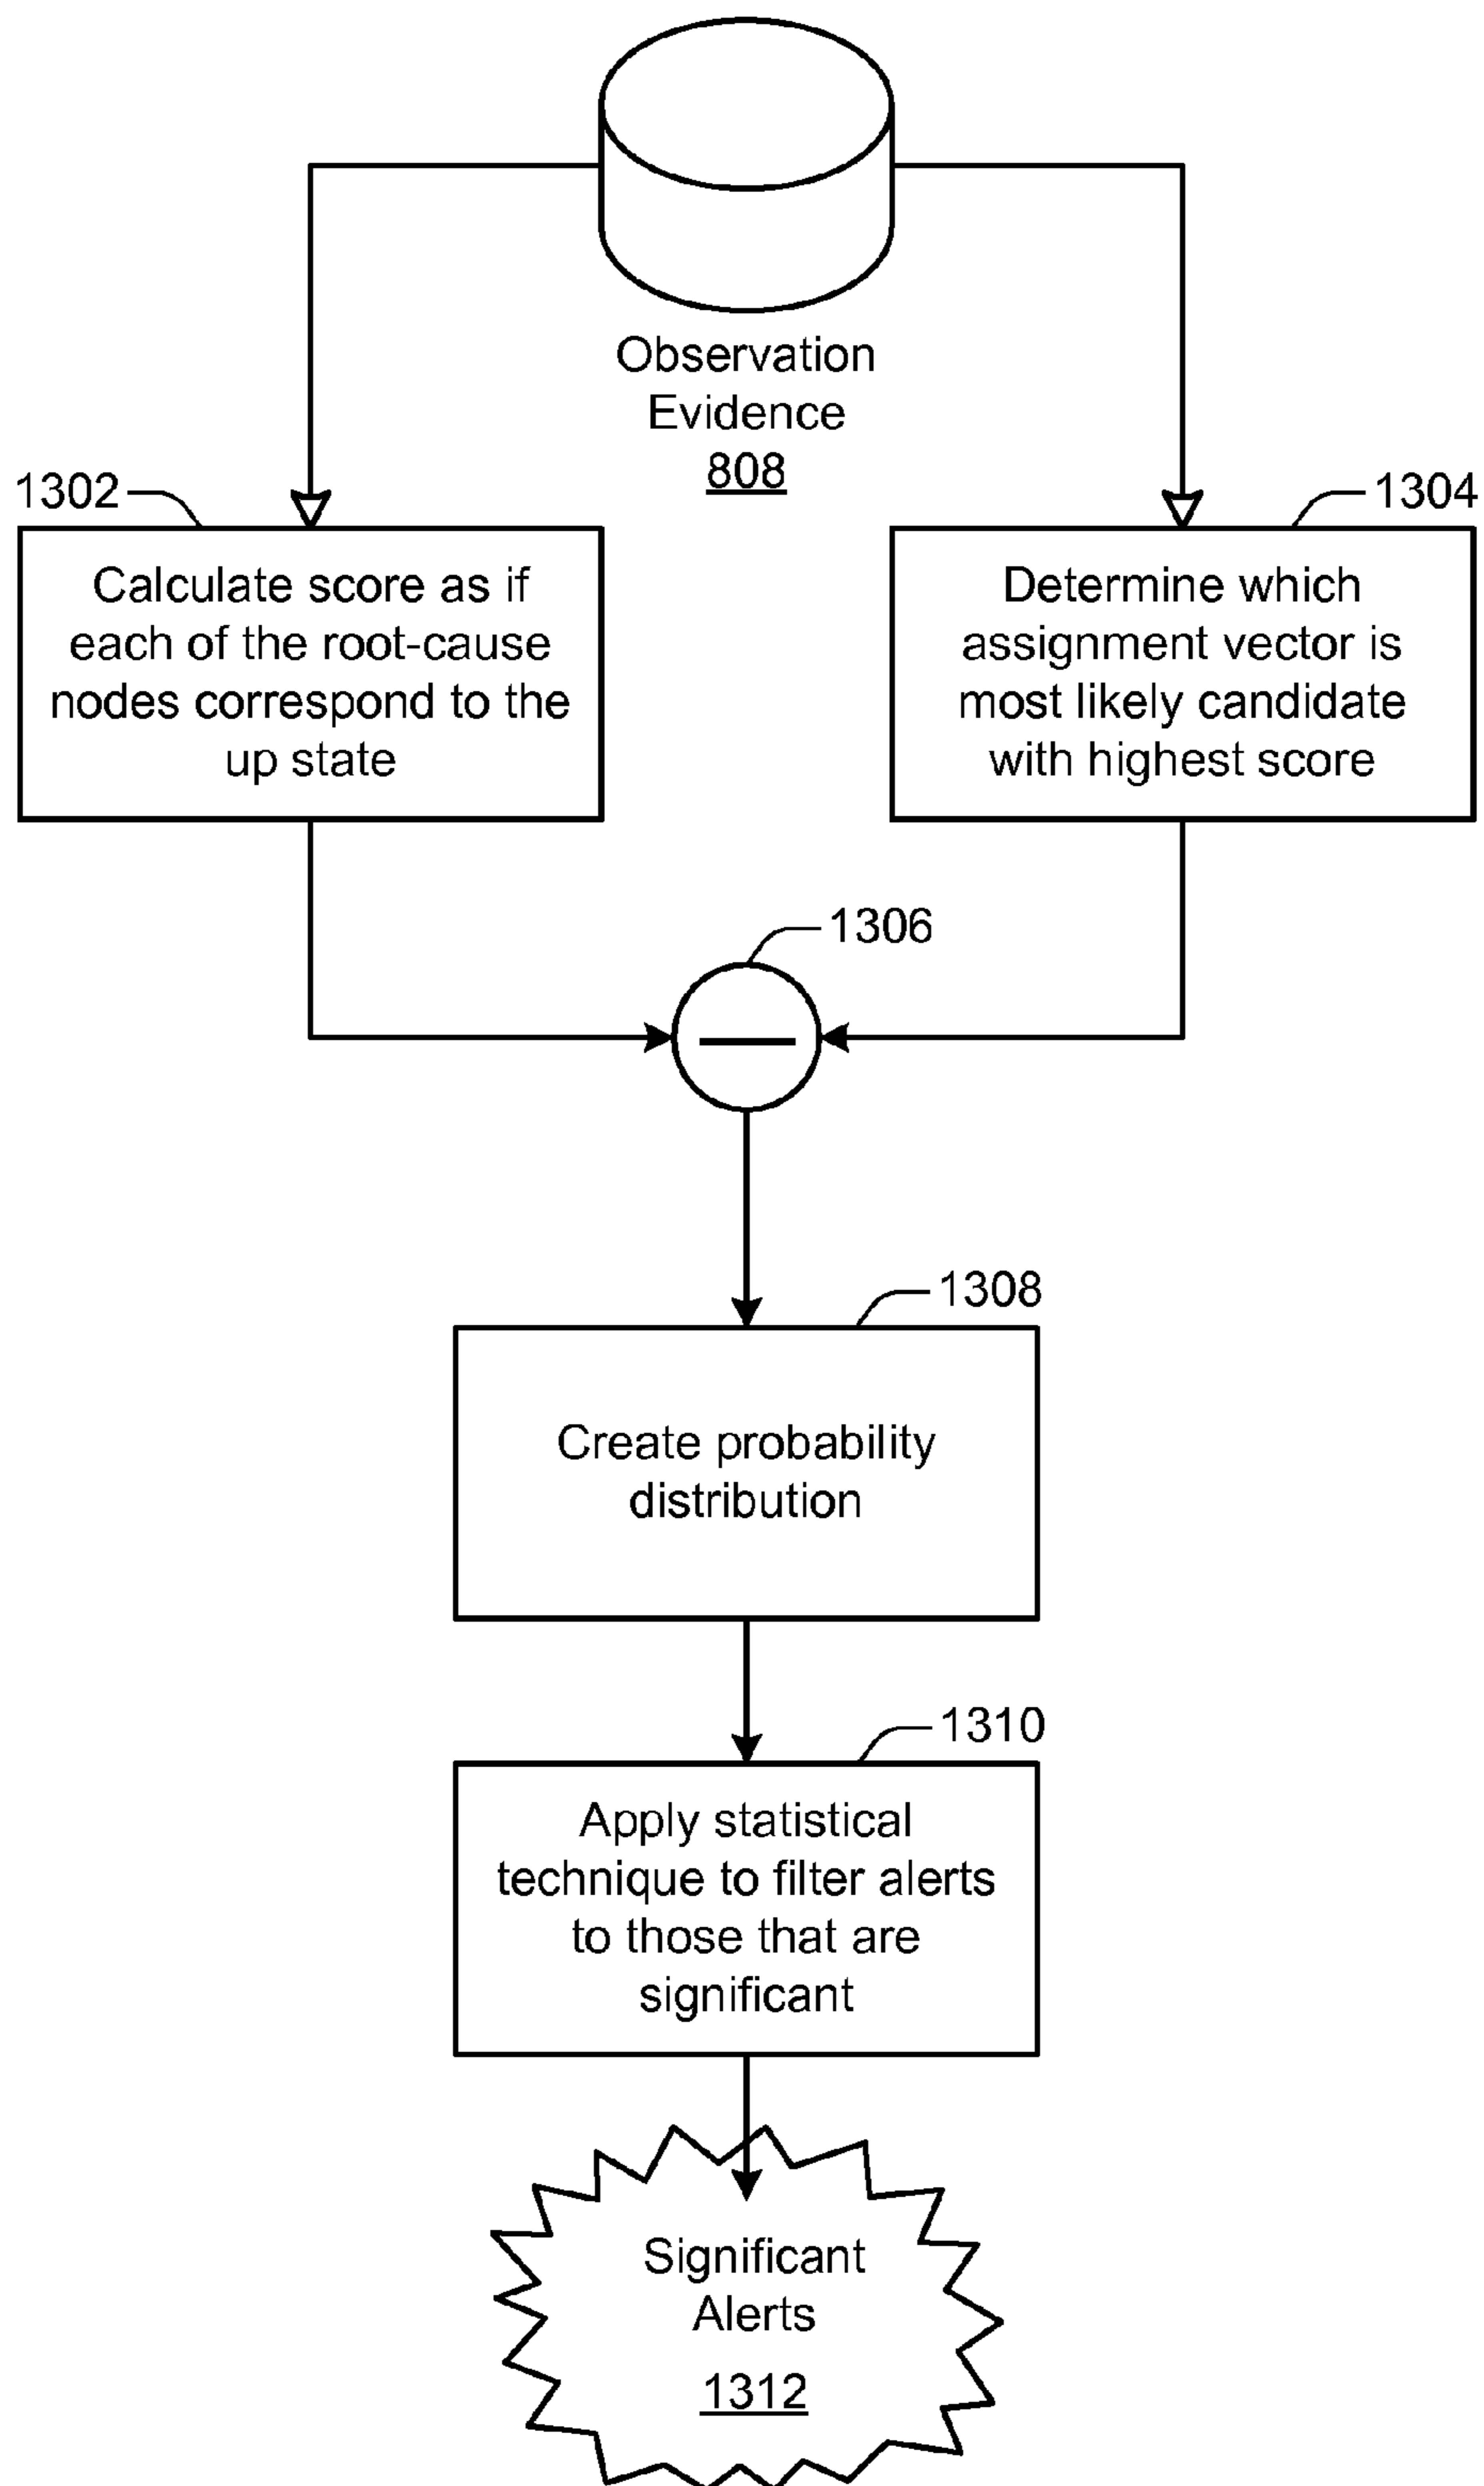 Observation
Evidence
808
1302
1304
Calculate score as if
each of the root-cause
nodes correspond to the
up state
Determine which
assignment vector is
most likely candidate
with highest score
1306
1308
Create probability
distribution
1310
Apply statistical
technique to filter alerts
to those that are
significant
Significant
Alerts
1312